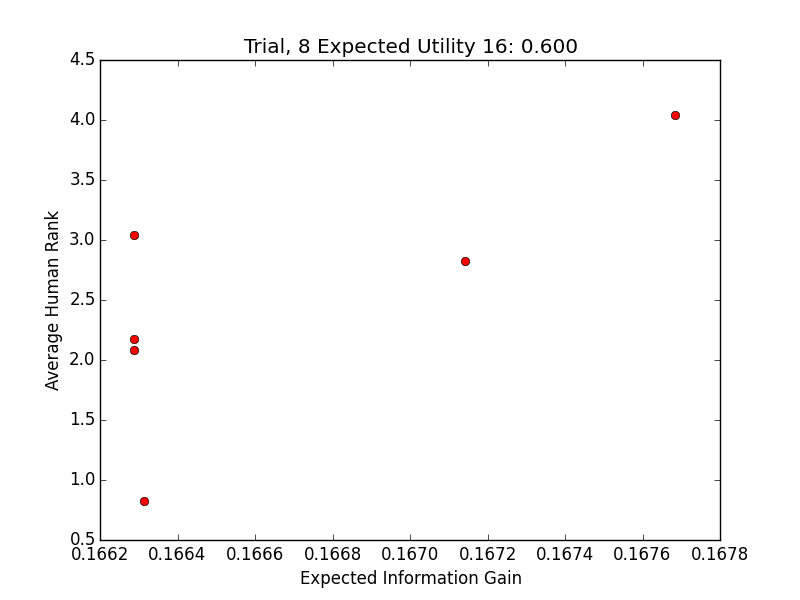 Trial, 8 Expected Utility 16: 0.600
4.5
4.0
3.5
3.0
2.5
2.0
1.5
1.0
0.5
Average Human Rank
0.1662 0.1664 0.1666 0.1668 0.1670 0.1672 0.1674 0.1676 0.1678
Expected Information Gain